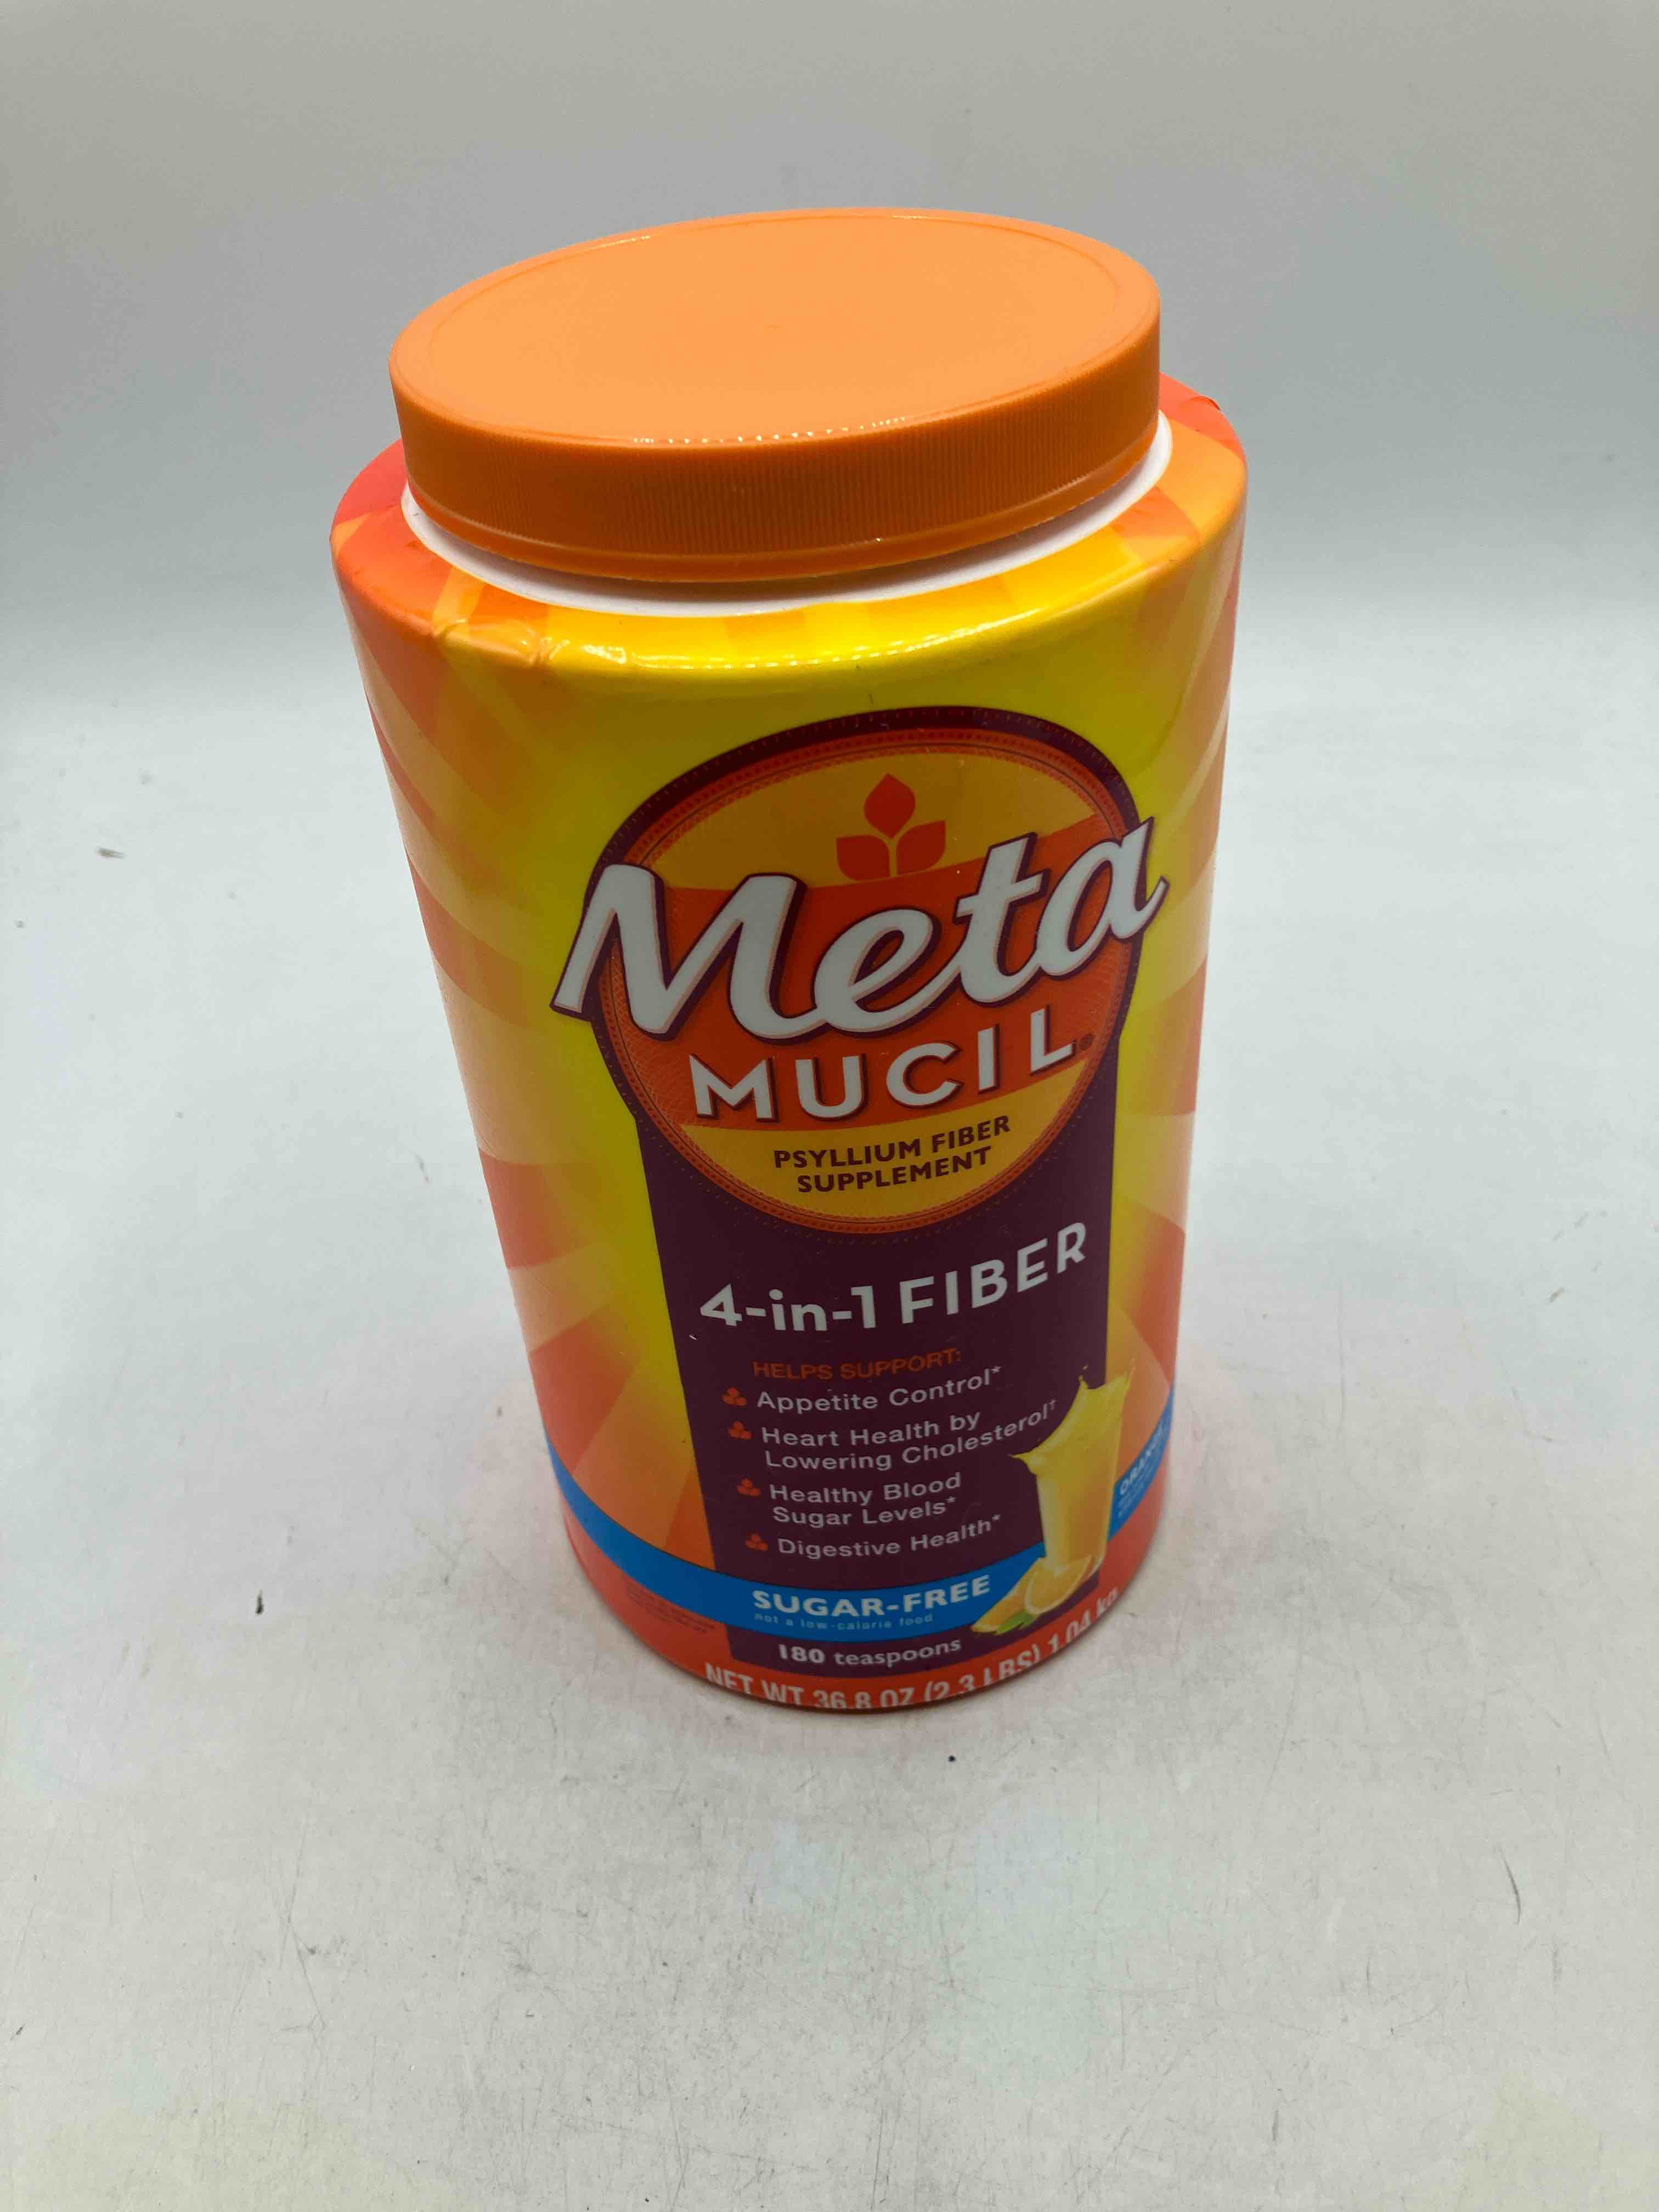 Meta
MUCIL®
PSYLLIUM FIBER
SUPPLEMENT
4-in-1 FIBER
HELPS SUPPORT:
Appetite Control*
Heart Health by
Lowering Cholesterol†
Healthy Blood
Sugar Levels*
Digestive Health*
SUGAR-FREE
not a low-calorie food
180 teaspoons
NET WT 36.8 OZ (2.3 LBS) 1.04 kg